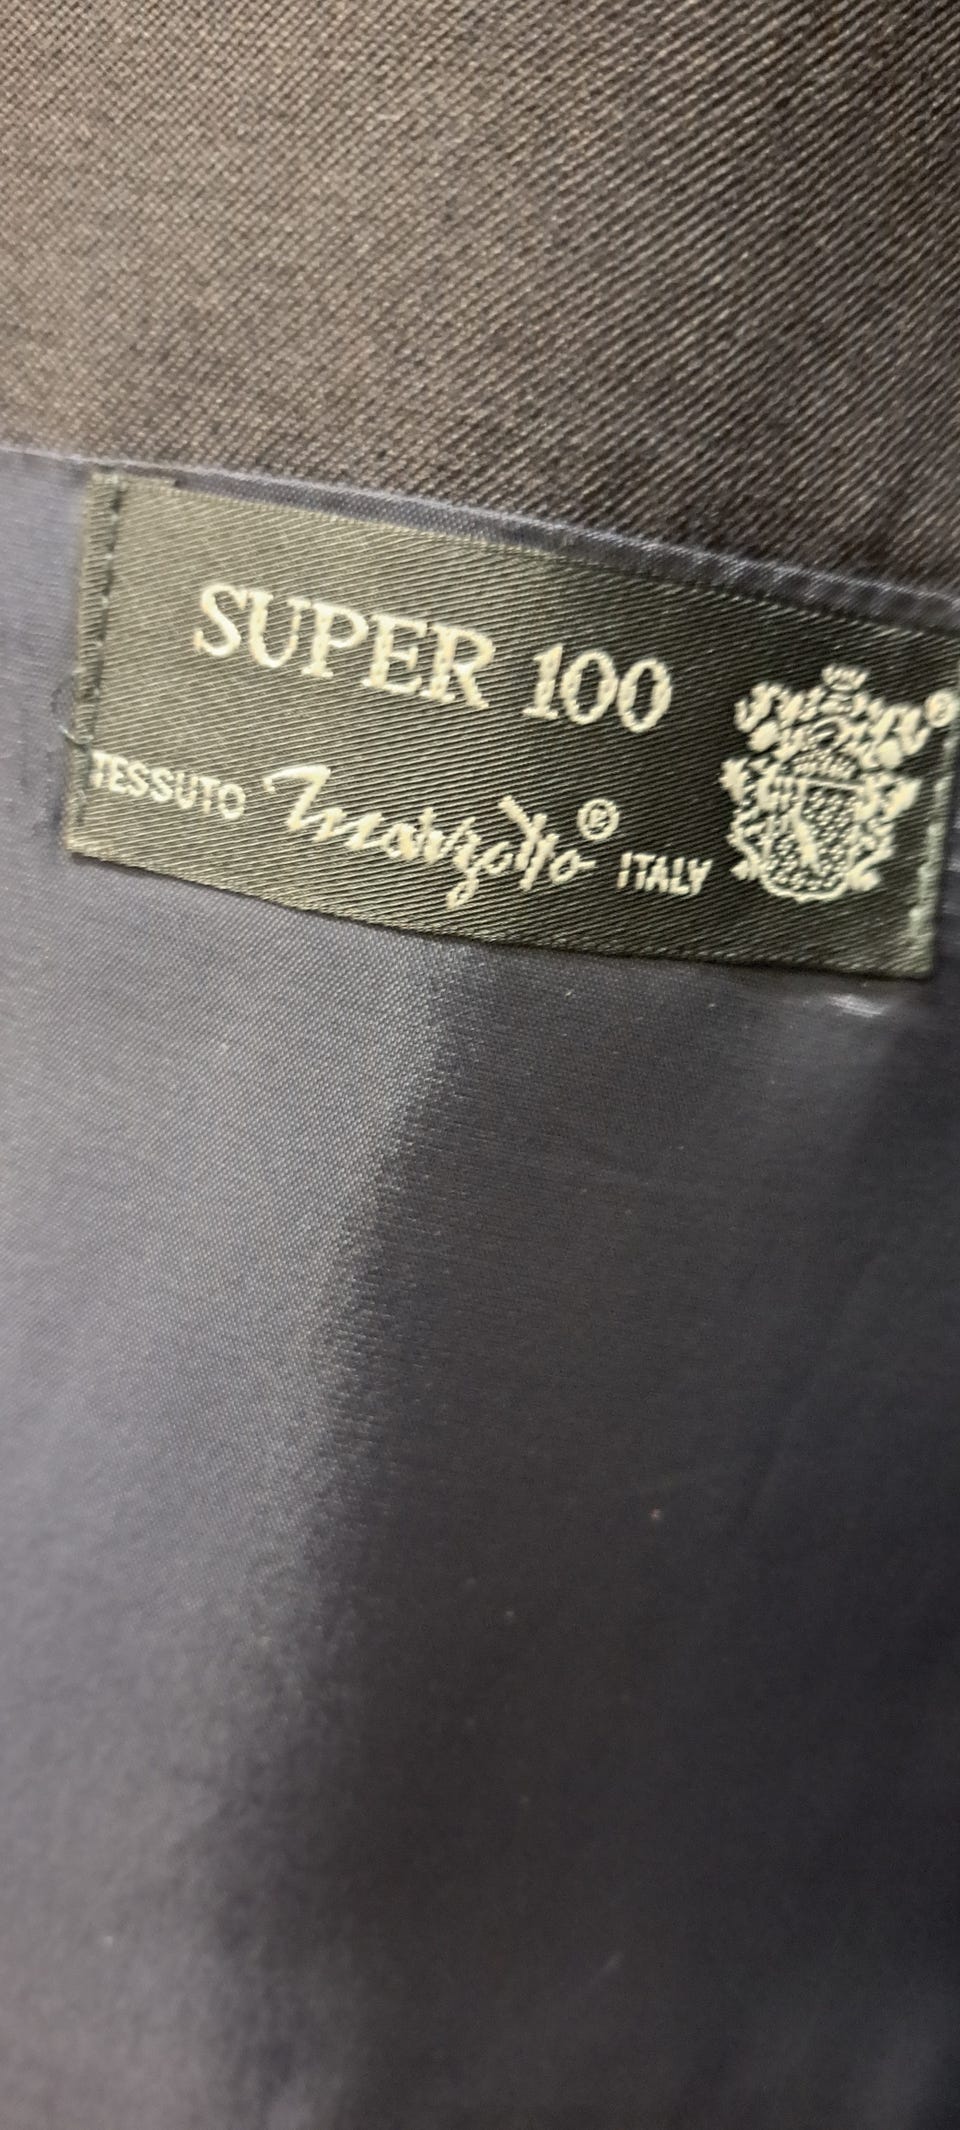 SUPER 100
TESSUTO Marzotto® ITALY
®